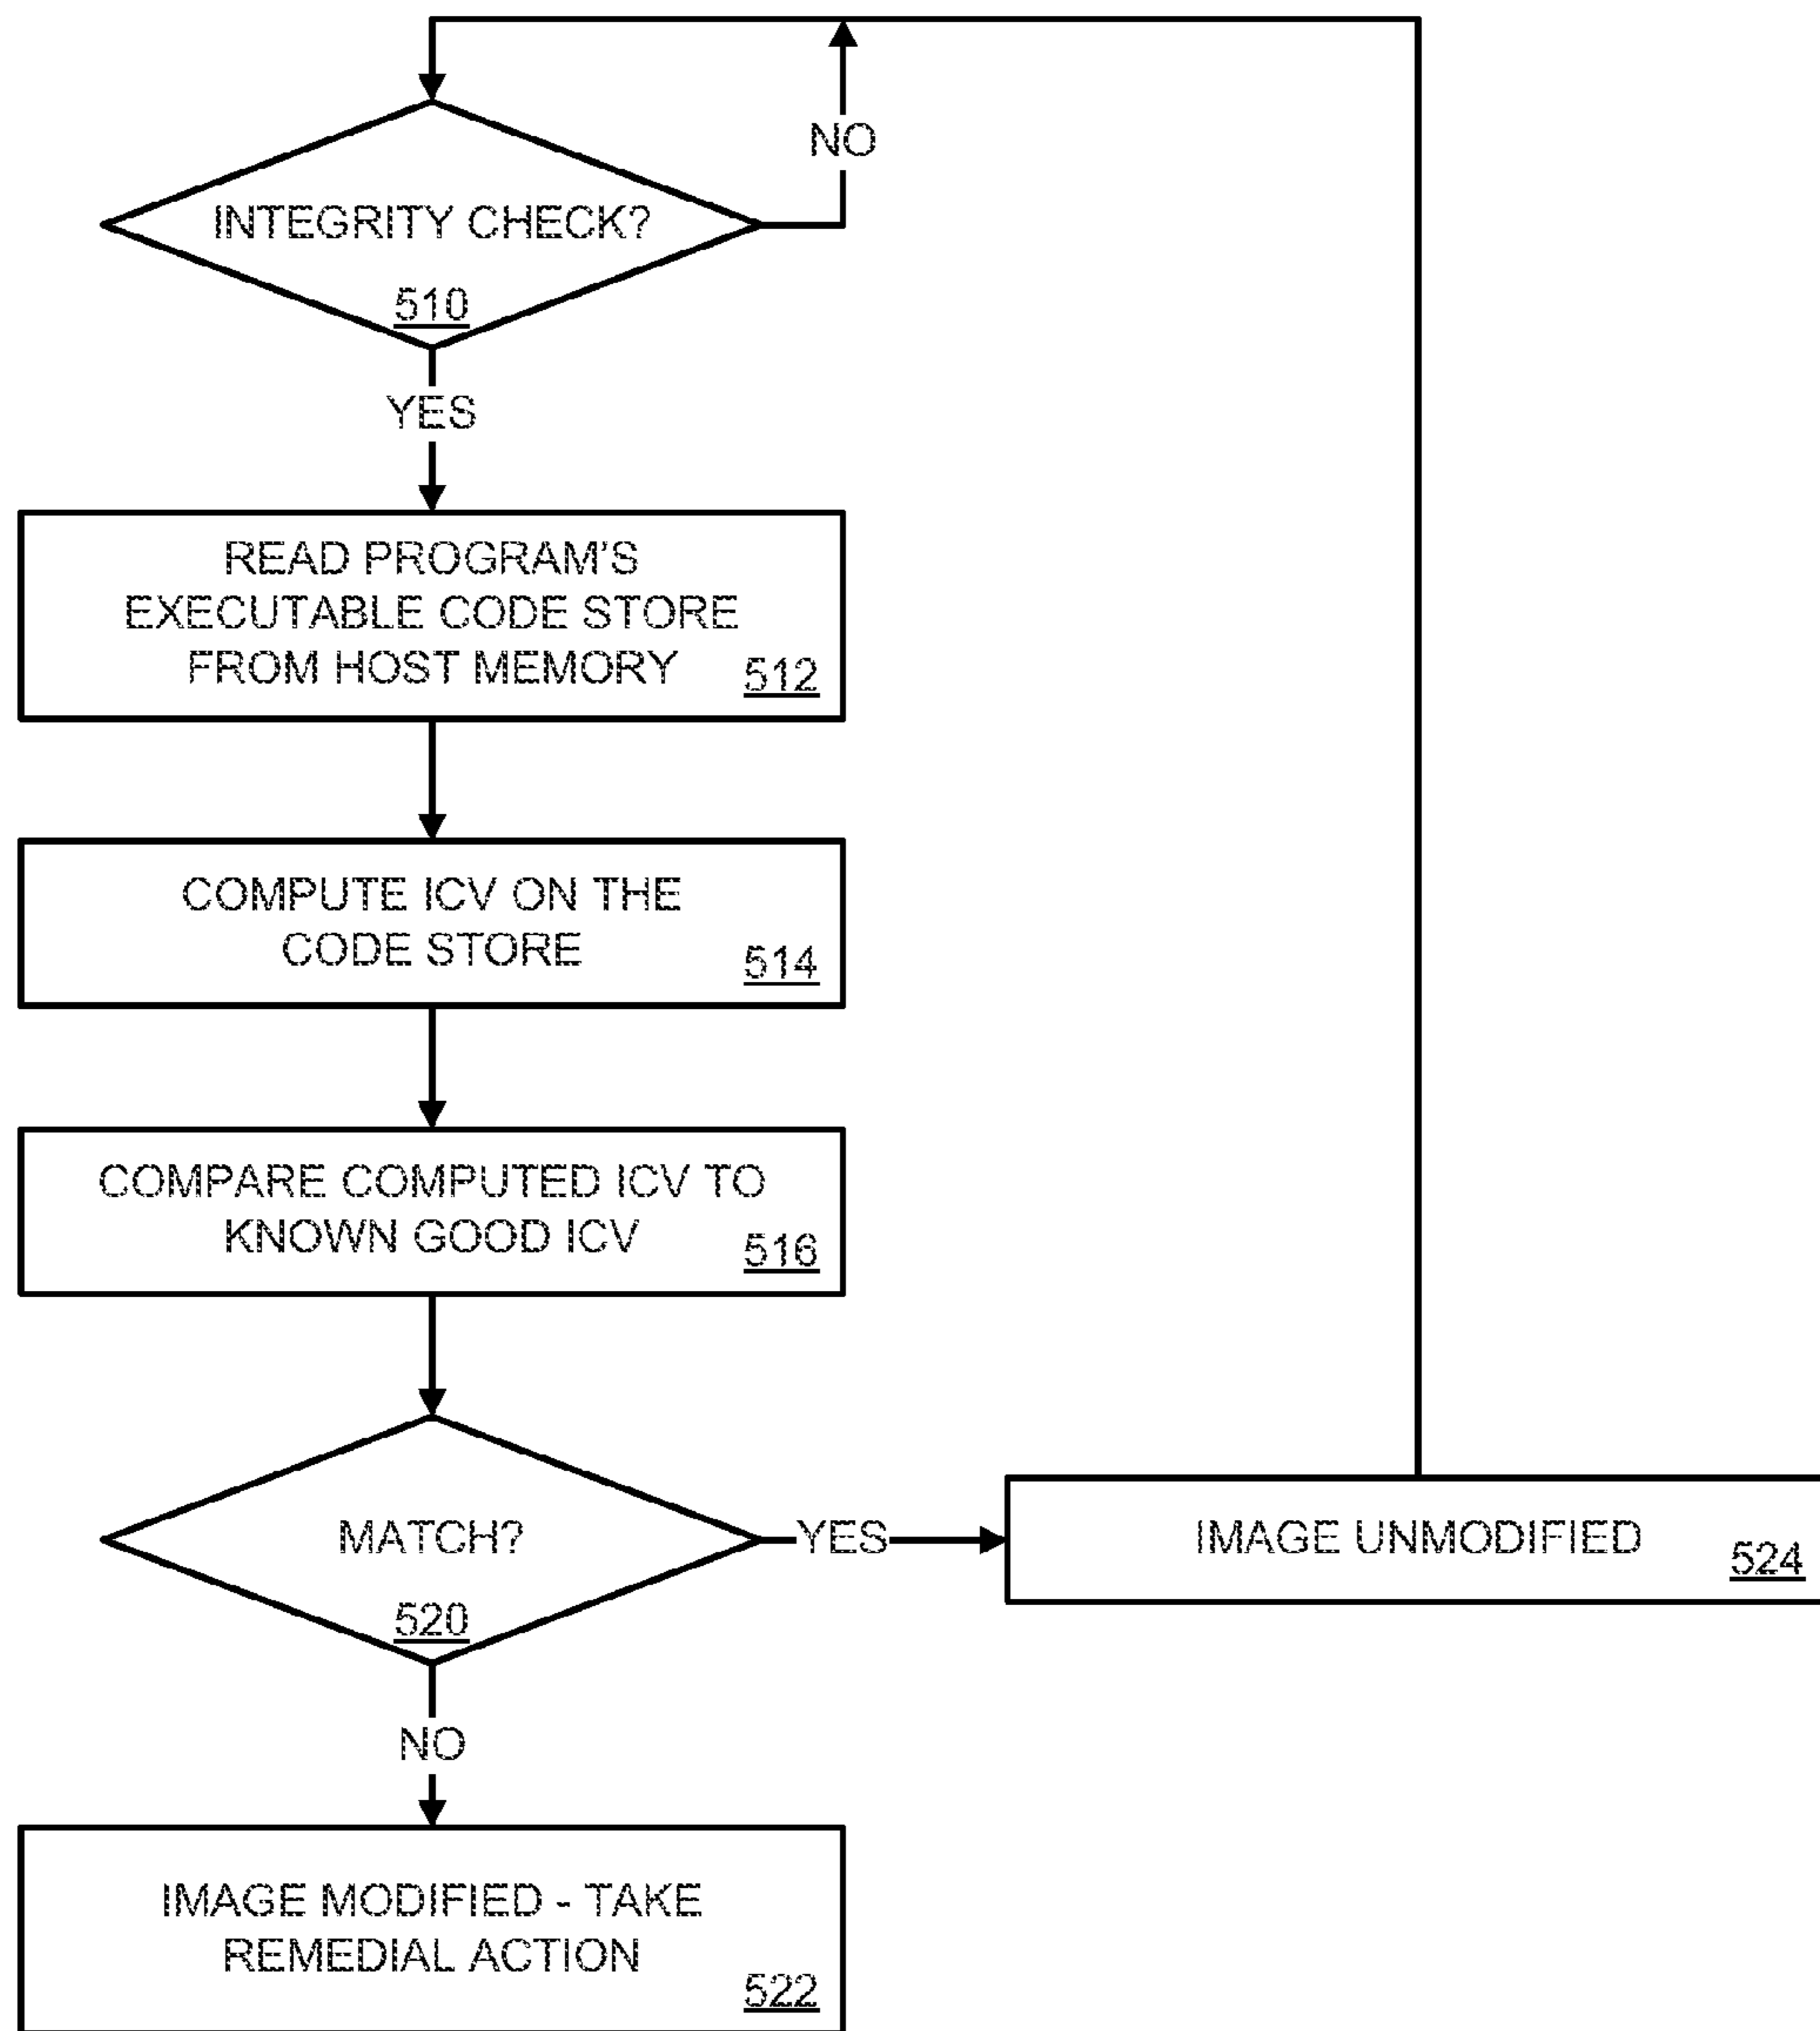 NO
INTEGRITY CHECK?
510
YES
READ PROGRAM'S
EXECUTABLE CODE STORE
FROM HOST MEMORY
512
COMPUTE ICV ON THE
CODE STORE
514
COMPARE COMPUTED ICV TO
KNOWN GOOD ICV
516
MATCH?
520
YES
IMAGE UNMODIFIED
524
NO
IMAGE MODIFIED - TAKE
REMEDIAL ACTION
522